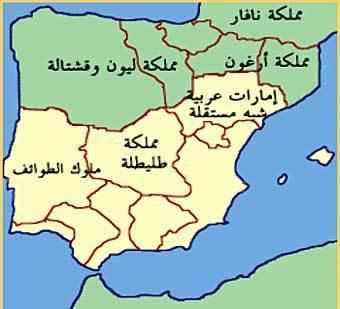 مملكة نافار
مملكة ليون وقشتالة
مملكة أرغون
إمارات عربية
شبه مستقلة
مملكة
طليطلة
ملوك الطوائف